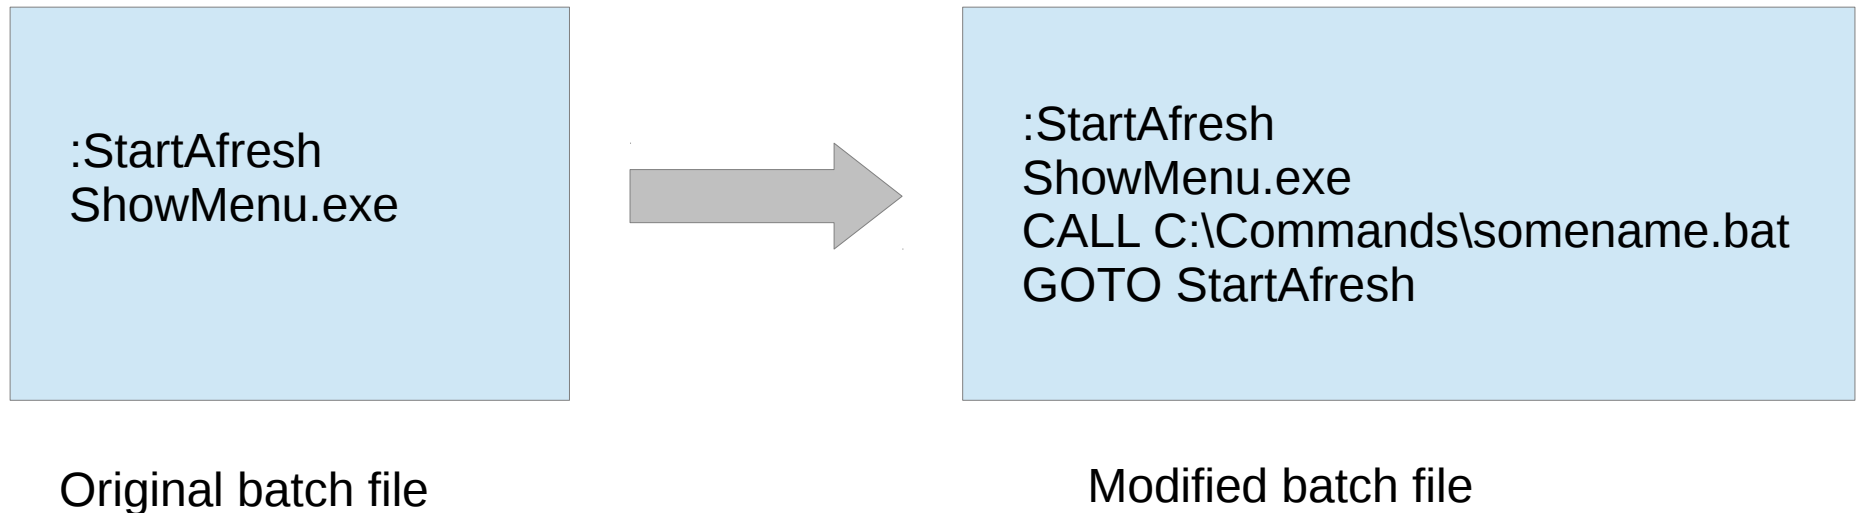 :StartAfresh
ShowMenu.exe
Original batch file
:StartAfresh
ShowMenu.exe
CALL C:\Commands\somename.bat
GOTO StartAfresh
Modified batch file